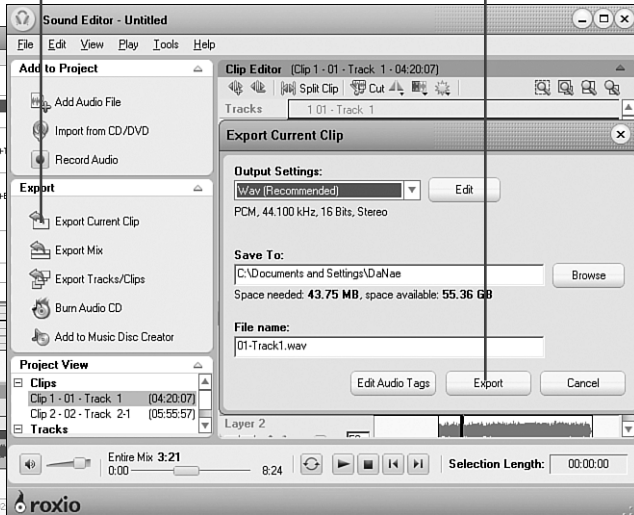 Sound Editor - Untitled
File Edit View Play Tools Help
Add to Project
Add Audio File
Import from CD/DVD
Record Audio
Export
Export Current Clip
Export Mix
Export Tracks/Clips
Burn Audio CD
Add to Music Disc Creator
Project View
Clips
Clip 1 - 01 - Track 1 (04:20:07)
Clip 2 - 02 - Track 2-1 (05:55:57)
Tracks
Clip Editor (Clip 1 - 01 - Track 1 - 04:20:07)
Split Clip Cut
Tracks 1 01 - Track 1
Export Current Clip
Output Settings:
Wav (Recommended) Edit
PCM, 44.100 kHz, 16 Bits, Stereo
Save To:
C:\Documents and Settings\DaNae Browse
Space needed: 43.75 MB, space available: 55.36 GB
File name:
01-Track1.wav
Edit Audio Tags Export Cancel
Layer 2
Entire Mix 3:21
0:00 8:24
Selection Length: 00:00:00
roxio